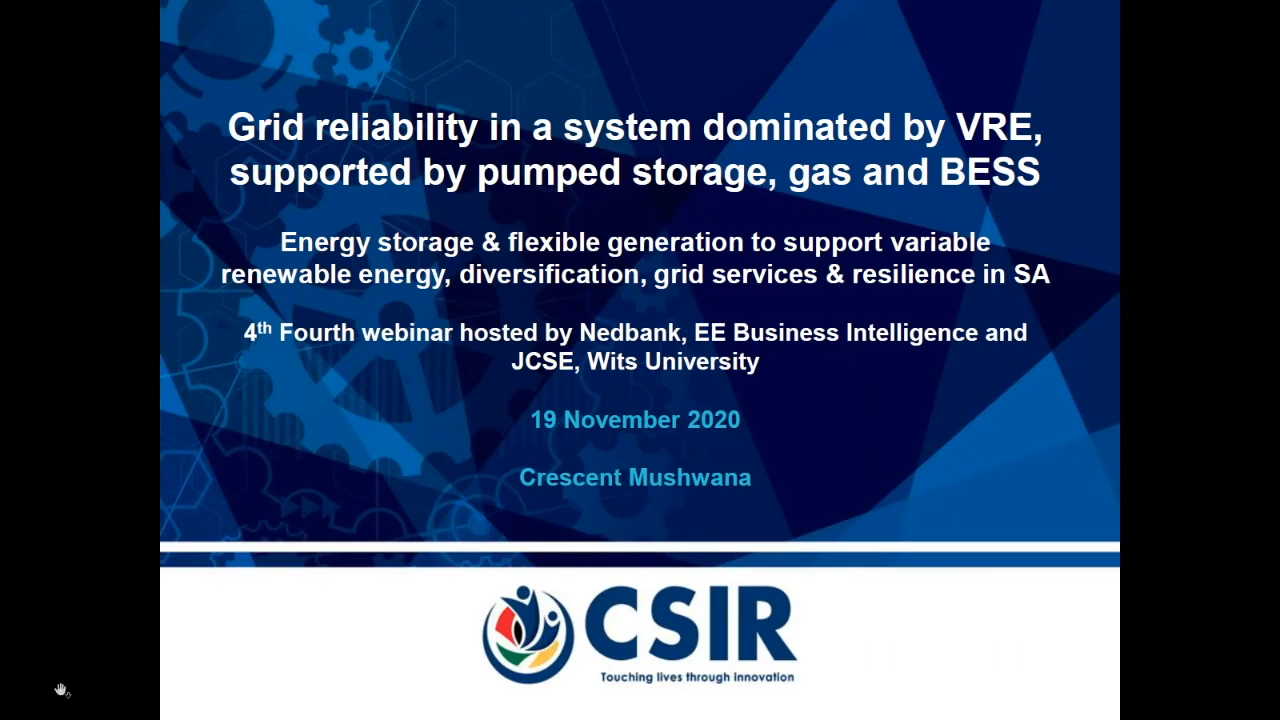 Grid reliability in a system dominated by VRE,
supported by pumped storage, gas and BESS
Energy storage & flexible generation to support variable
renewable energy, diversification, grid services & resilience in SA
4th Fourth webinar hosted by Nedbank, EE Business Intelligence and
JCSE, Wits University
19 November 2020
Crescent Mushwana
CSIR
Touching lives through innovation